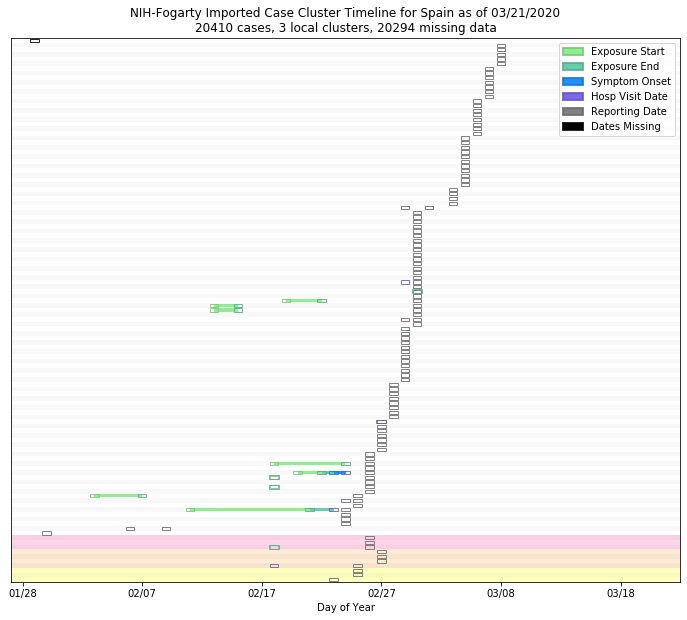 NIH-Fogarty Imported Case Cluster Timeline for Spain as of 03/21/2020
20410 cases, 3 local clusters, 20294 missing data
Exposure Start
Exposure End
Symptom Onset
Hosp Visit Date
Reporting Date
Dates Missing
01/28 02/07 02/17 02/27 03/08 03/18
Day of Year